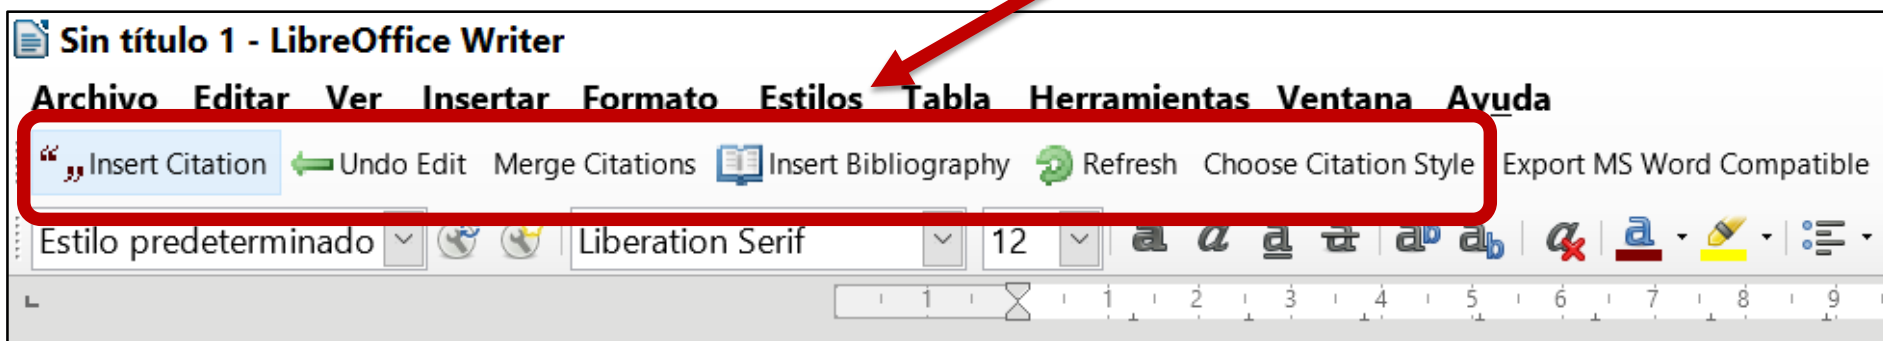 Sin título 1 - LibreOffice Writer
Archivo Editar Ver Insertar Formato Estilos Tabla Herramientas Ventana Ayuda
Insert Citation Undo Edit Merge Citations Insert Bibliography Refresh Choose Citation Style Export MS Word Compatible
Estilo predeterminado Liberation Serif 12 a a a a ab ab a a
1 1 2 3 4 5 6 7 8 9